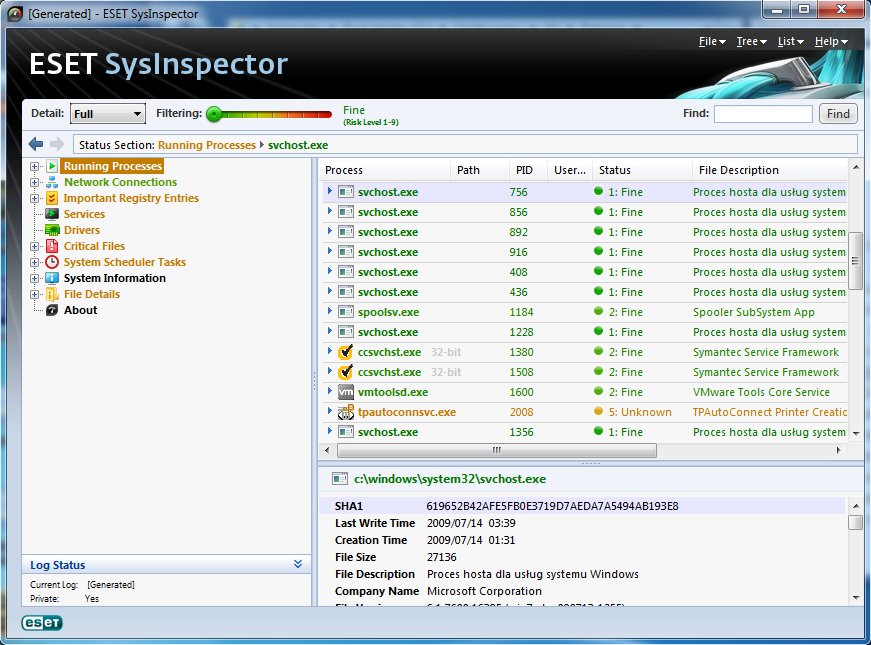 [Generated] - ESET SysInspector
File Tree List Help
ESET SysInspector
Detail: Full Filtering: Fine
(Risk Level 1-9)
Find: Find
Status Section: Running Processes svchost.exe
Running Processes
Network Connections
Important Registry Entries
Services
Drivers
Critical Files
System Scheduler Tasks
System Information
File Details
About
Process Path PID User... Status File Description
svchost.exe 756 1: Fine Proces hosta dla usług system
svchost.exe 856 1: Fine Proces hosta dla usług system
svchost.exe 892 1: Fine Proces hosta dla usług system
svchost.exe 916 1: Fine Proces hosta dla usług system
svchost.exe 408 1: Fine Proces hosta dla usług system
svchost.exe 436 1: Fine Proces hosta dla usług system
spoolsv.exe 1184 2: Fine Spooler SubSystem App
svchost.exe 1228 1: Fine Proces hosta dla usług system
ccsvchst.exe 32-bit 1380 2: Fine Symantec Service Framework
ccsvchst.exe 32-bit 1508 2: Fine Symantec Service Framework
vm vmtoolsd.exe 1600 2: Fine VMware Tools Core Service
tpautoconnsvc.exe 2008 5: Unknown TPAutoConnect Printer Creatio
svchost.exe 1356 1: Fine Proces hosta dla usług system
c:\windows\system32\svchost.exe
SHA1 619652B42AFE5FB0E3719D7AEDA7A5494AB193E8
Last Write Time 2009/07/14 03:39
Creation Time 2009/07/14 01:31
File Size 27136
File Description Proces hosta dla usług systemu Windows
Company Name Microsoft Corporation
Log Status
Current Log: [Generated]
Private: Yes
eset